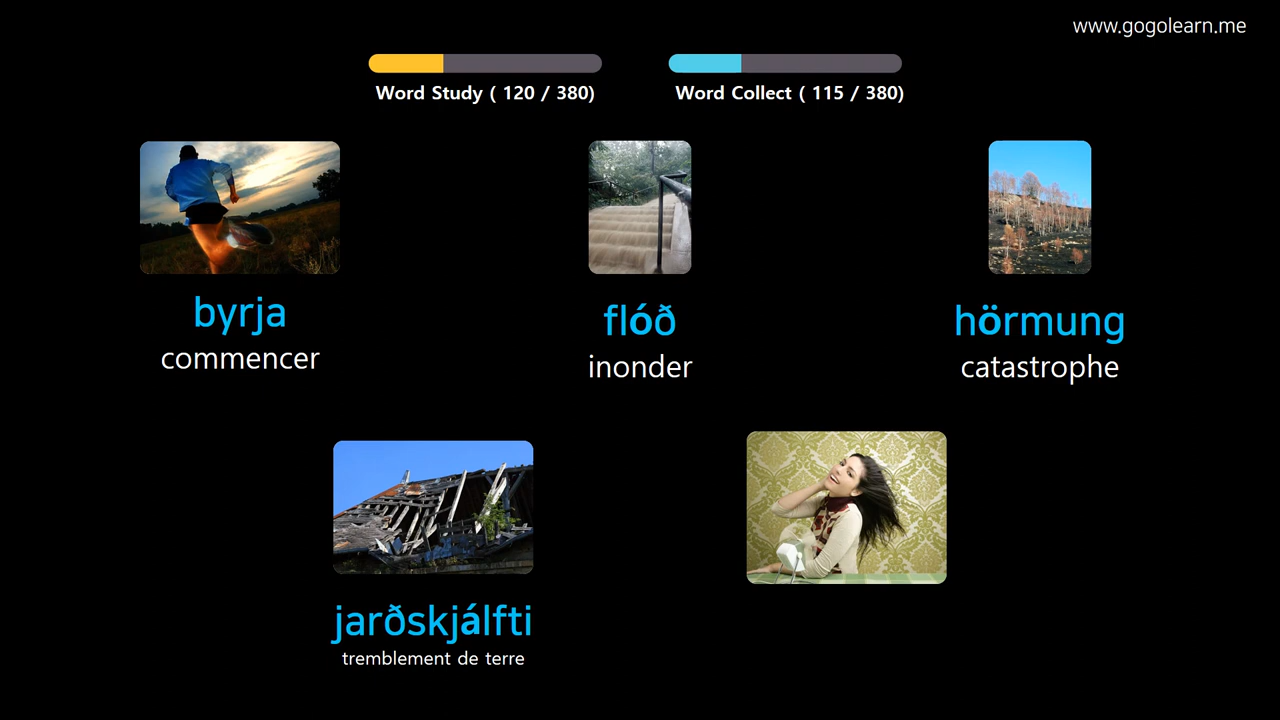 www.gogolearn.me
Word Study ( 120 / 380)
Word Collect ( 115 / 380)
byrja
commencer
flóð
inonder
hörmung
catastrophe
jarðskjálfti
tremblement de terre